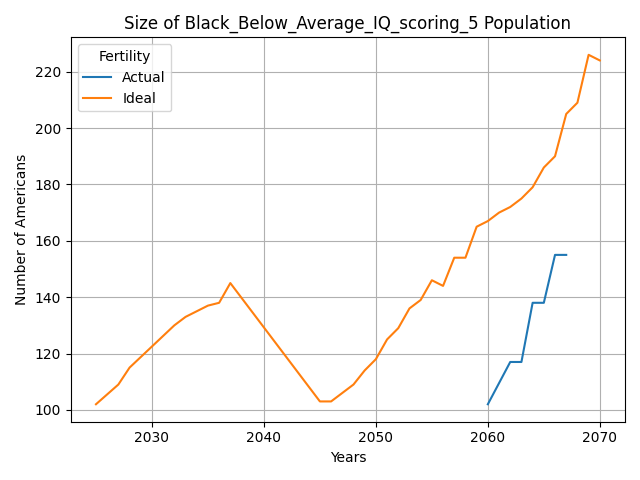 Size of Black_Below_Average_IQ_scoring_5 Population
Fertility
Actual
Ideal
Number of Americans
220
200
180
160
140
120
100
2030 2040 2050 2060 2070
Years